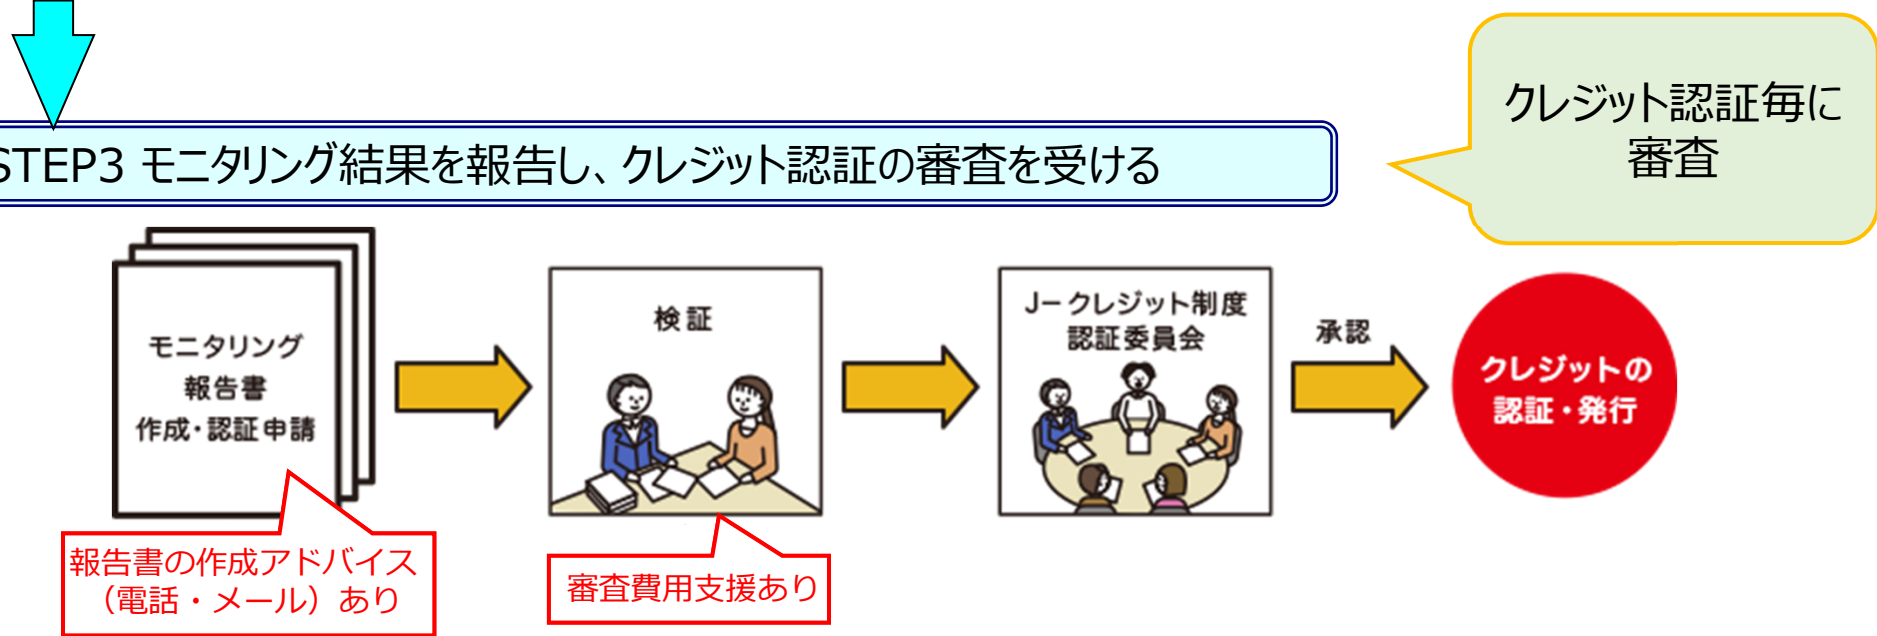 クレジット認証毎に
審査
STEP3 モニタリング結果を報告し、クレジット認証の審査を受ける
モニタリング
報告書
作成・認証申請
検証
J－クレジット制度
認証委員会
承認
クレジットの
認証・発行
報告書の作成アドバイス
（電話・メール）あり
審査費用支援あり